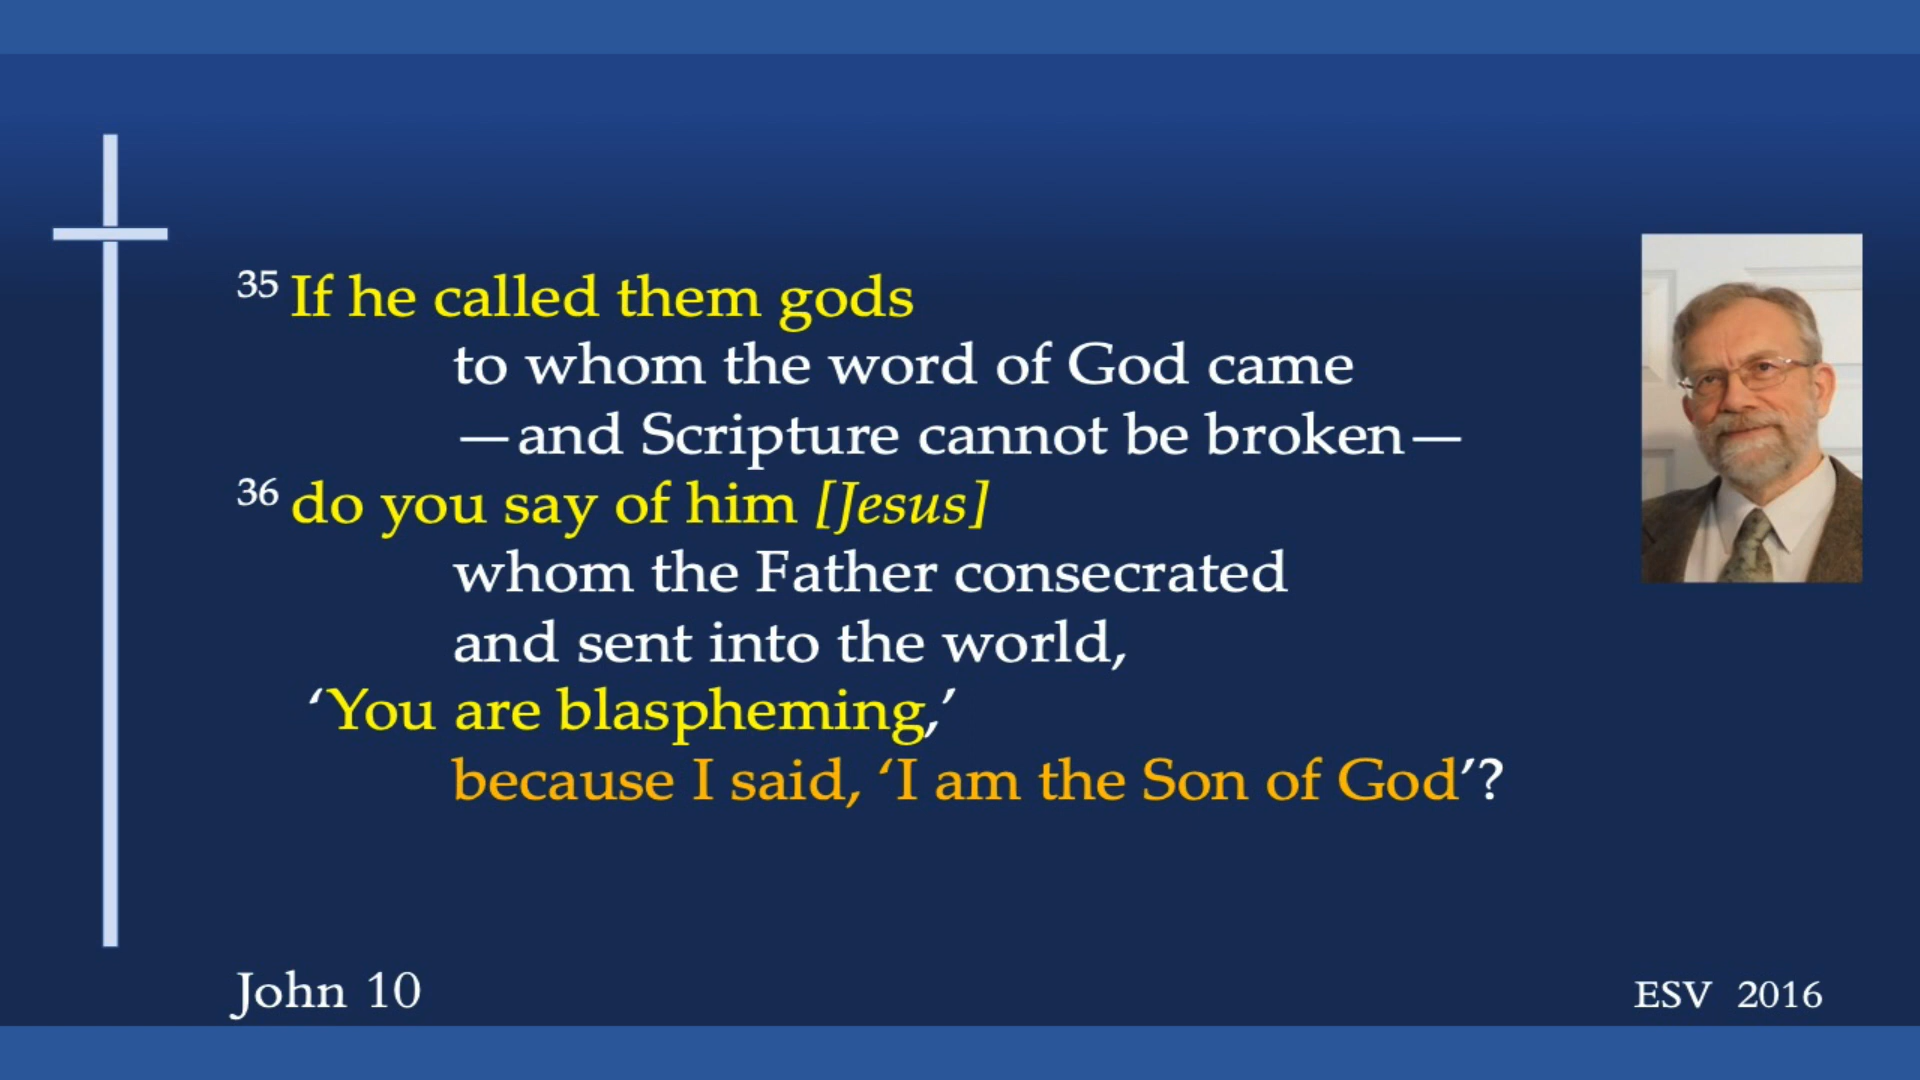 35 If he called them gods
to whom the word of God came
—and Scripture cannot be broken—
36 do you say of him [Jesus]
whom the Father consecrated
and sent into the world,
‘You are blaspheming,’
because I said, ‘I am the Son of God’?
John 10
ESV 2016